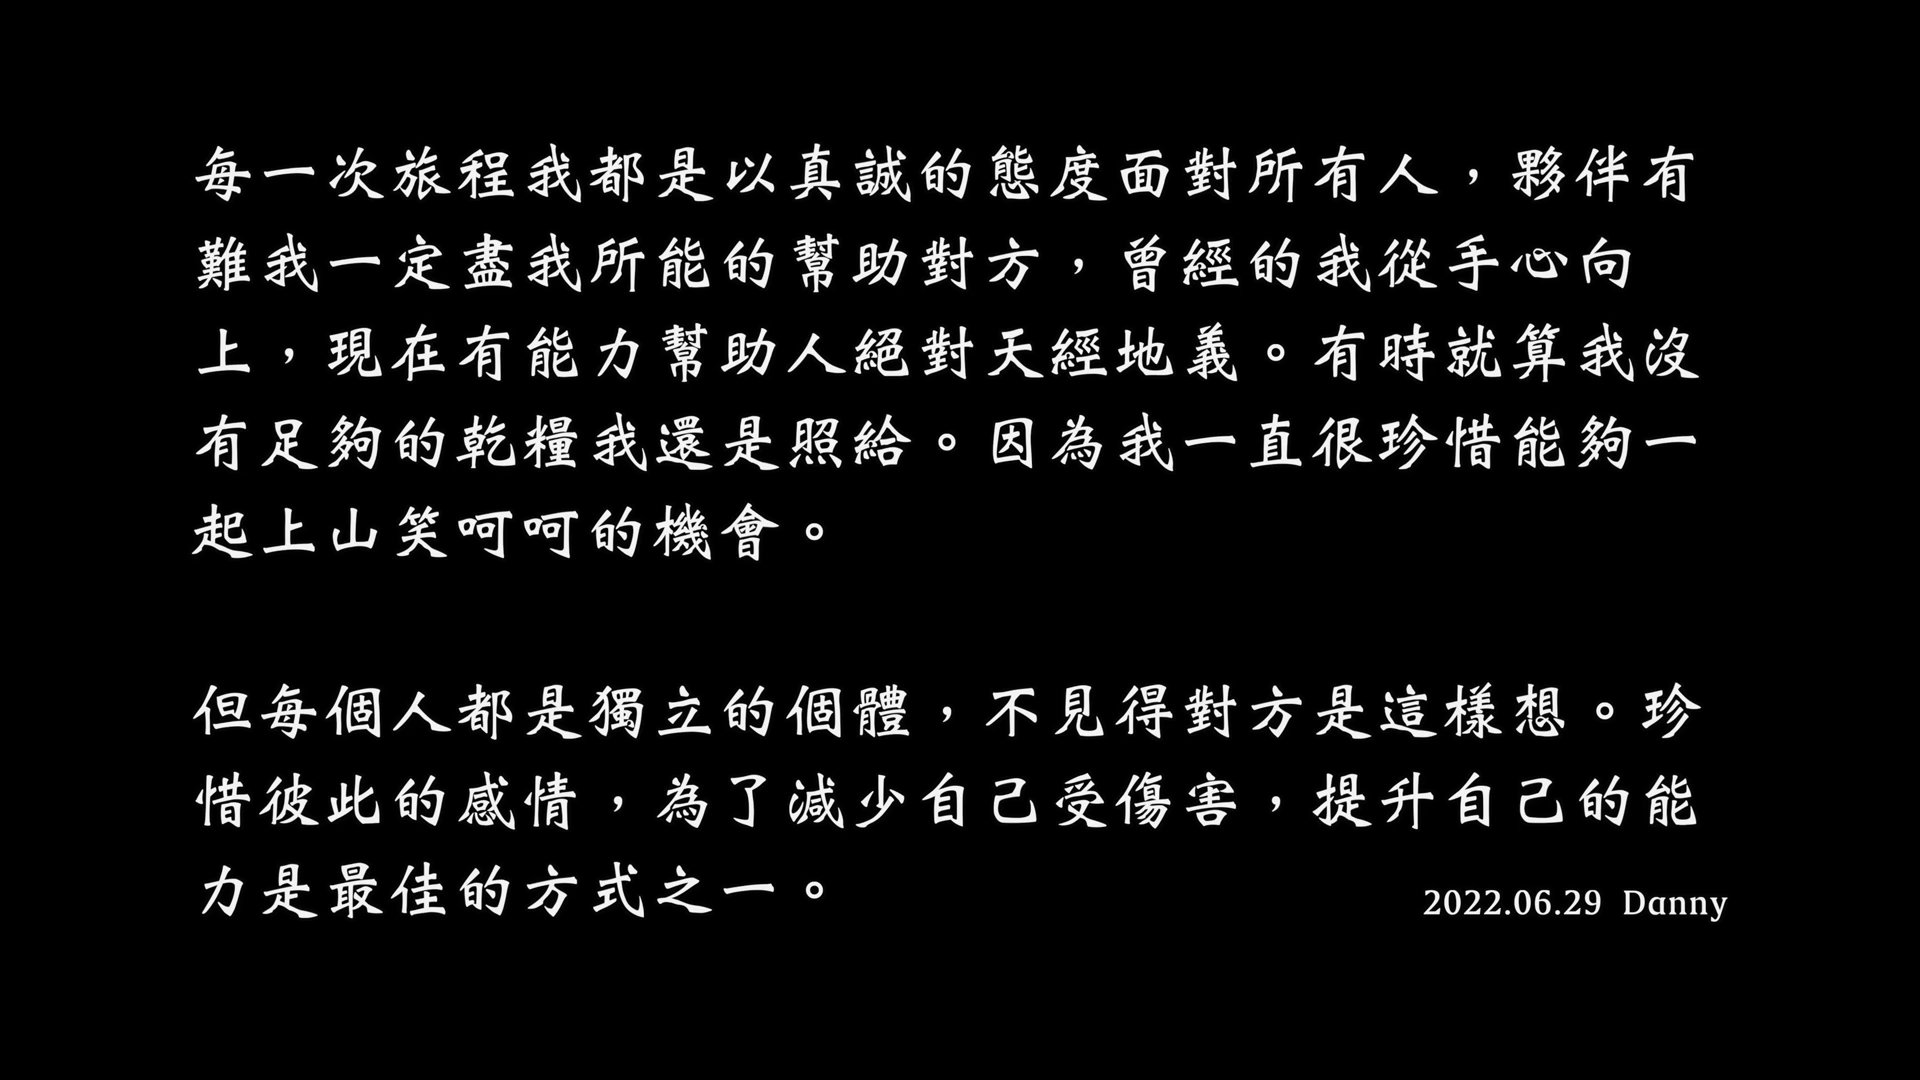 每一次旅程我都是以真誠的態度面對所有人，夥伴有
難我一定盡我所能的幫助對方，曾經的我從手心向
上，現在有能力幫助人絕對天經地義。有時就算我沒
有足夠的乾糧我還是照給。因為我一直很珍惜能夠一
起上山笑呵呵的機會。
但每個人都是獨立的個體，不見得對方是這樣想。珍
惜彼此的感情，為了減少自己受傷害，提升自己的能
力是最佳的方式之一。
2022.06.29 Danny